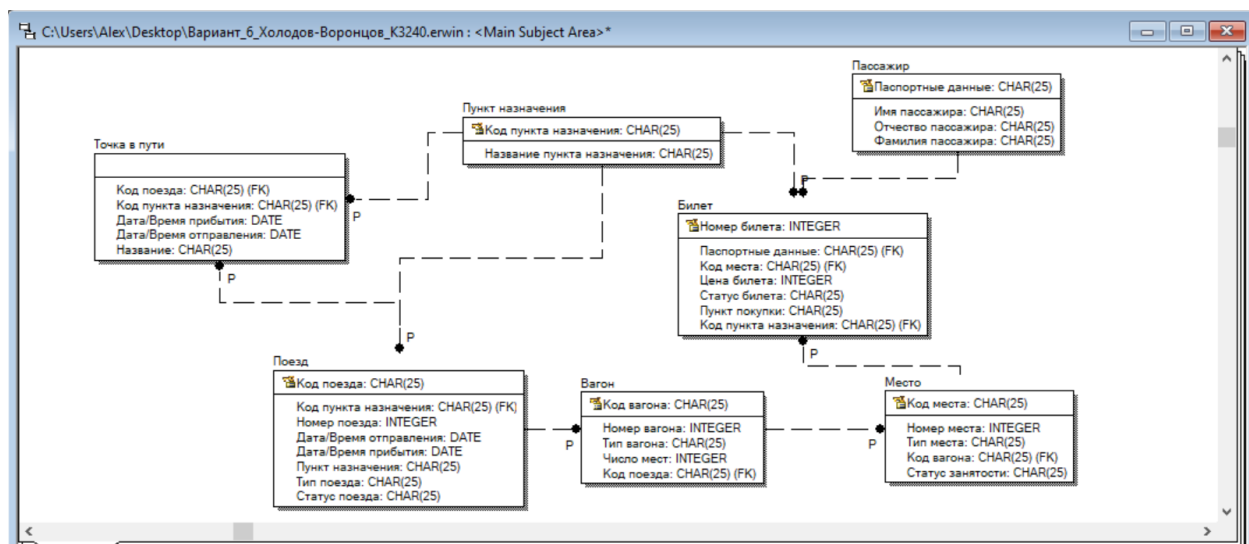 C:\Users\Alex\Desktop\Вариант_6_Холодов-Воронцов_K3240.erwin : <Main Subject Area>*
Пассажир
Паспортные данные: CHAR(25)
Имя пассажира: CHAR(25)
Отчество пассажира: CHAR(25)
Фамилия пассажира: CHAR(25)
Пункт назначения
Код пункта назначения: CHAR(25)
Название пункта назначения: CHAR(25)
Точка в пути
Код поезда: CHAR(25) (FK)
Код пункта назначения: CHAR(25) (FK)
Дата/Время прибытия: DATE
Дата/Время отправления: DATE
Название: CHAR(25)
P
P
P
Билет
Номер билета: INTEGER
Паспортные данные: CHAR(25) (FK)
Код места: CHAR(25) (FK)
Цена билета: INTEGER
Статус билета: CHAR(25)
Пункт покупки: CHAR(25)
Код пункта назначения: CHAR(25) (FK)
P
P
Поезд
Код поезда: CHAR(25)
Код пункта назначения: CHAR(25) (FK)
Номер поезда: INTEGER
Дата/Время отправления: DATE
Дата/Время прибытия: DATE
Пункт назначения: CHAR(25)
Тип поезда: CHAR(25)
Статус поезда: CHAR(25)
P
Вагон
Код вагона: CHAR(25)
Номер вагона: INTEGER
Тип вагона: CHAR(25)
Число мест: INTEGER
Код поезда: CHAR(25) (FK)
P
Место
Код места: CHAR(25)
Номер места: INTEGER
Тип места: CHAR(25)
Код вагона: CHAR(25) (FK)
Статус занятости: CHAR(25)